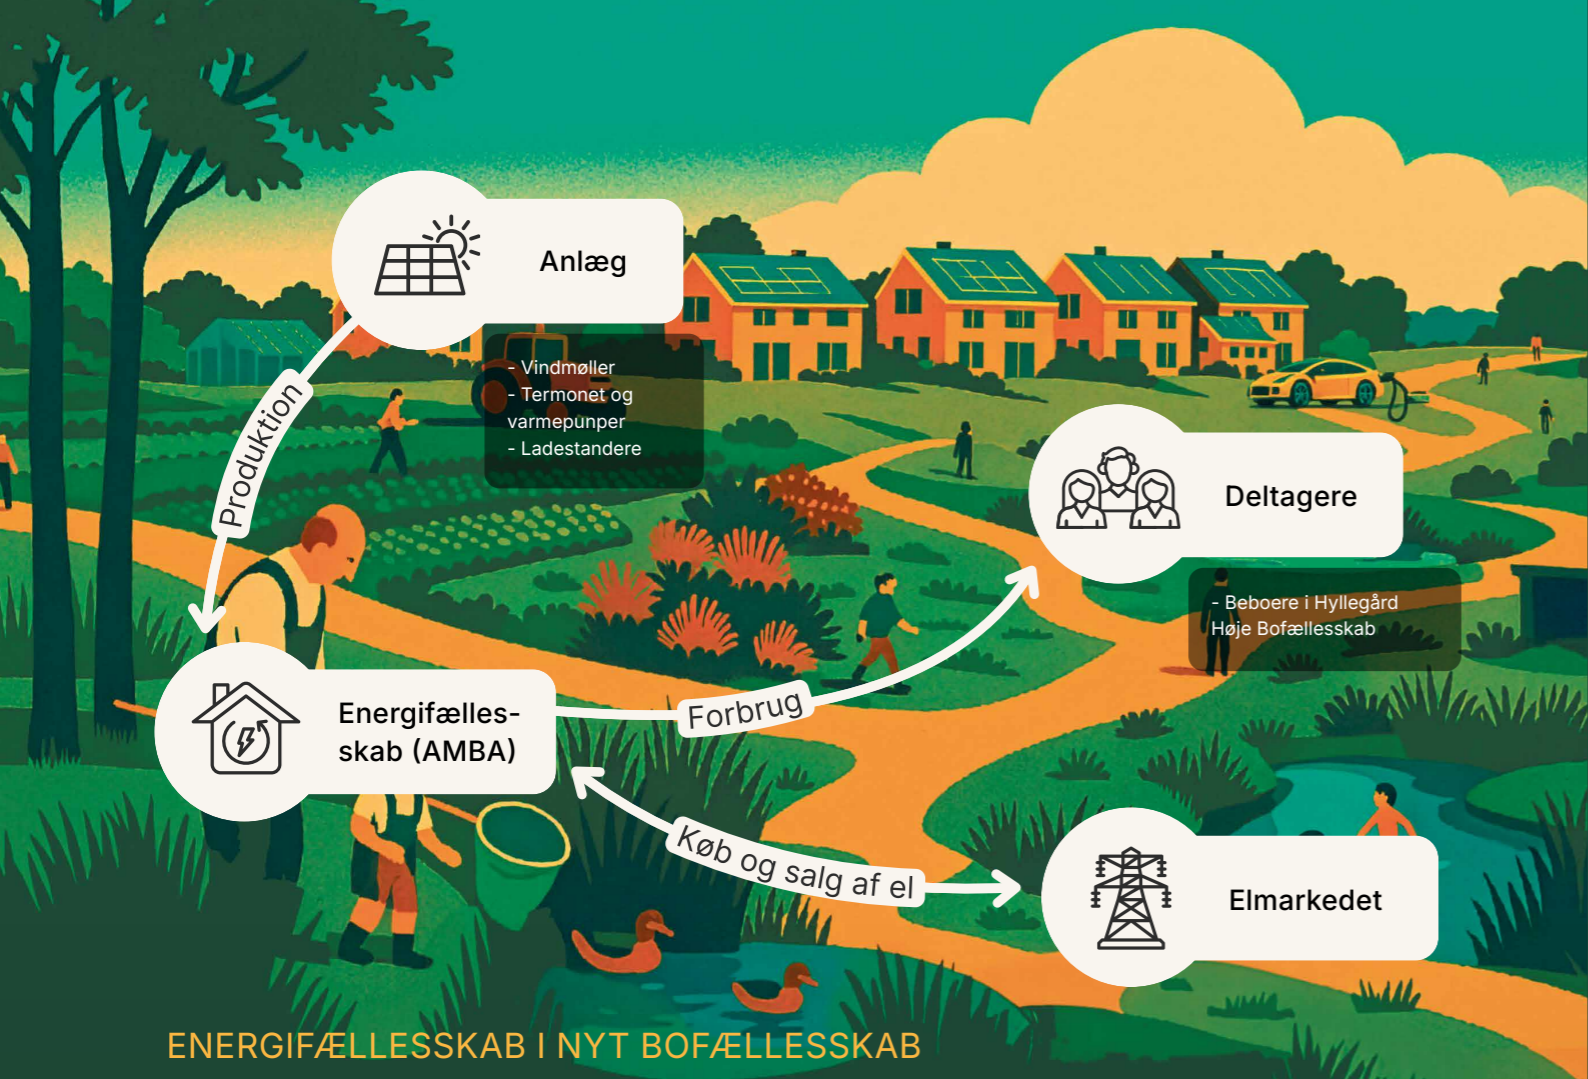 Anlæg
- Vindmøller
- Termonet og
varmepunper
- Ladestandere
Produktion
Deltagere
- Beboere i Hyllegård
Høje Bofællesskab
Energifælles-
skab (AMBA)
Forbrug
Køb og salg af el
Elmarkedet
ENERGIFÆLLESSKAB I NYT BOFÆLLESSKAB